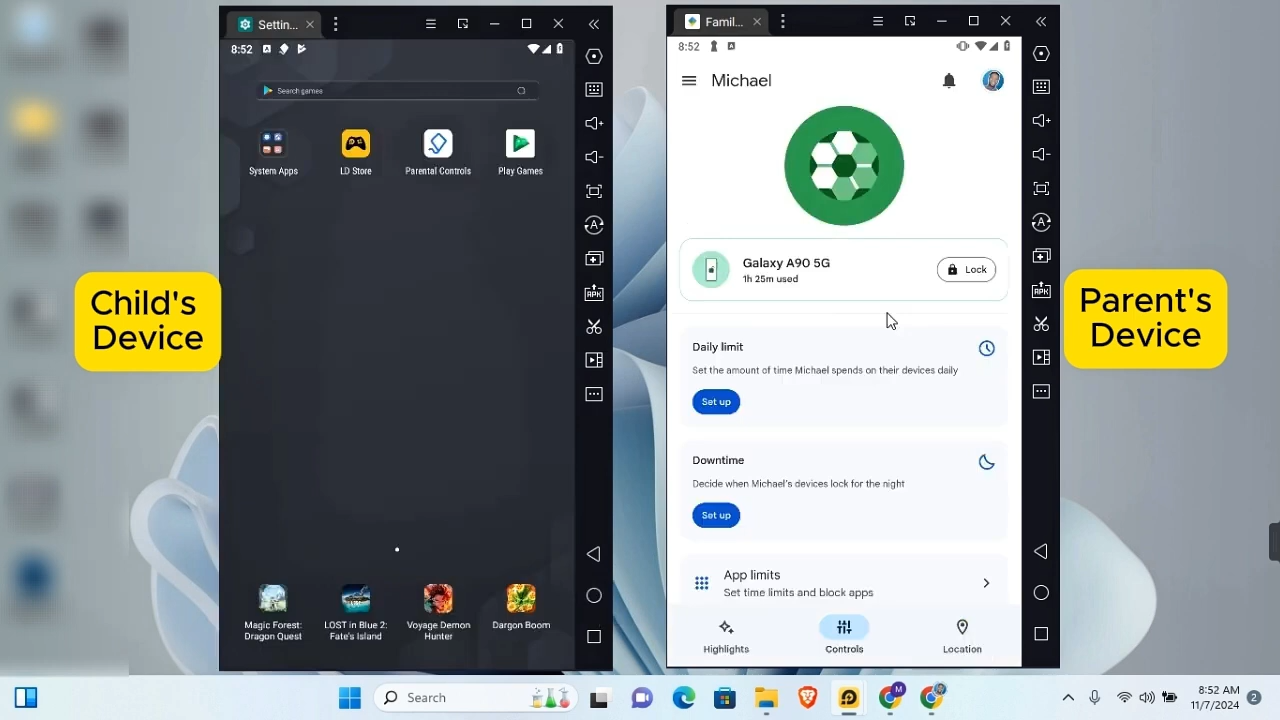 Settin...
8:52
Search games
System Apps
LD Store
Parental Controls
Play Games
Magic Forest:
Dragon Quest
LOST in Blue 2:
Fate's Island
Voyage Demon
Hunter
Dargon Boom
APK
Child's
Device
Famil...
8:52
Michael
Galaxy A90 5G
1h 25m used
Lock
Daily limit
Set the amount of time Michael spends on their devices daily
Set up
Downtime
Decide when Michael's devices lock for the night
Set up
App limits
Set time limits and block apps
Highlights
Controls
Location
APK
Parent's
Device
Search
M
8:52 AM
11/7/2024
2